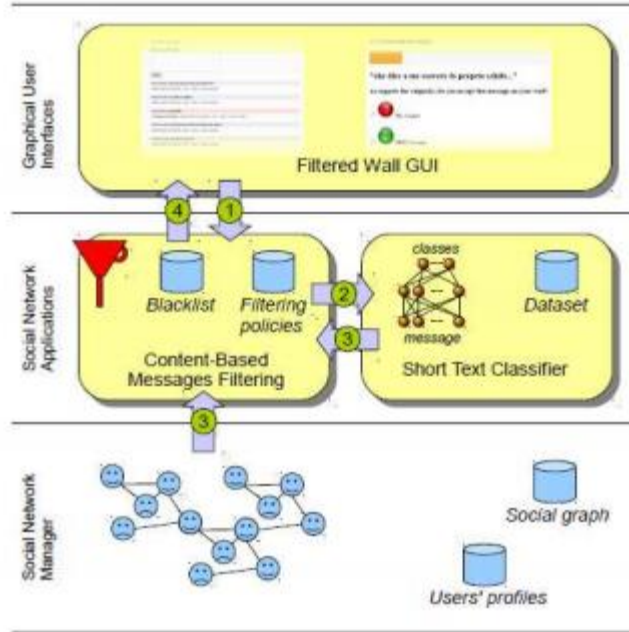 Graphical User
Interfaces
Filtered Wall GUI
4
1
Social Network
Applications
Blacklist
Filtering
policies
Content-Based
Messages Filtering
2
3
classes
message
Dataset
Short Text Classifier
3
Social Network
Manager
Social graph
Users' profiles